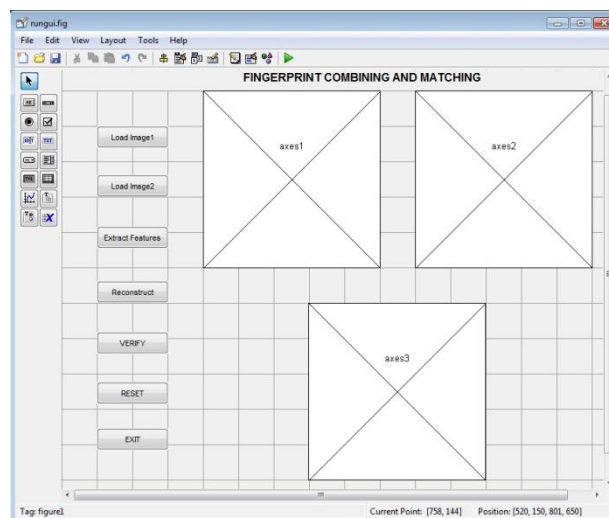 rungui.fig
File Edit View Layout Tools Help
FINGERPRINT COMBINING AND MATCHING
axes1
axes2
Load Image1
Load Image2
Extract Features
Reconstruct
VERIFY
axes3
RESET
EXIT
Tag: figure1
Current Point: [758, 144]
Position: [520, 150, 801, 650]